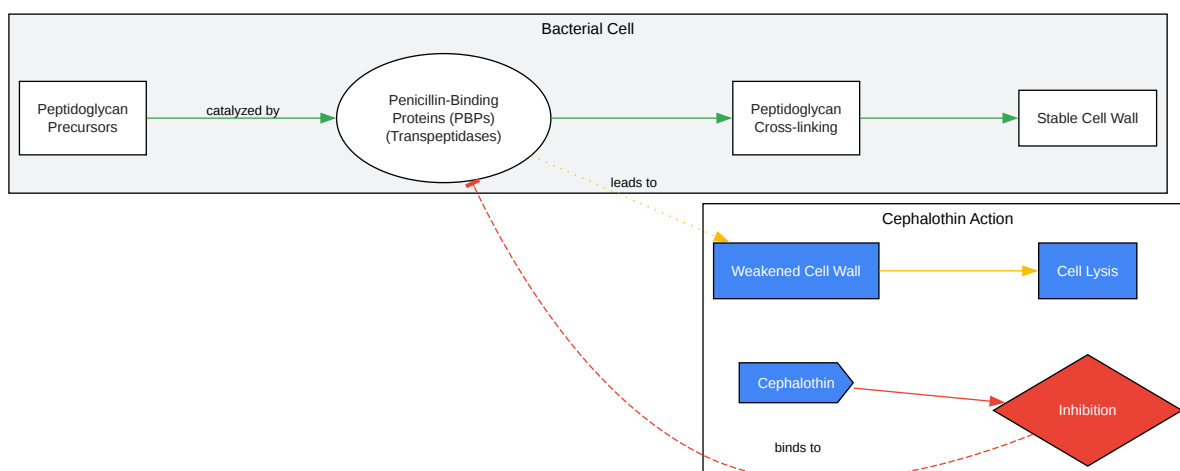 Bacterial Cell
Peptidoglycan
Precursors
catalyzed by
Penicillin-Binding
Proteins (PBPs)
(Transpeptidases)
Peptidoglycan
Cross-linking
Stable Cell Wall
leads to
Cephalothin Action
Weakened Cell Wall
Cell Lysis
Cephalothin
Inhibition
binds to